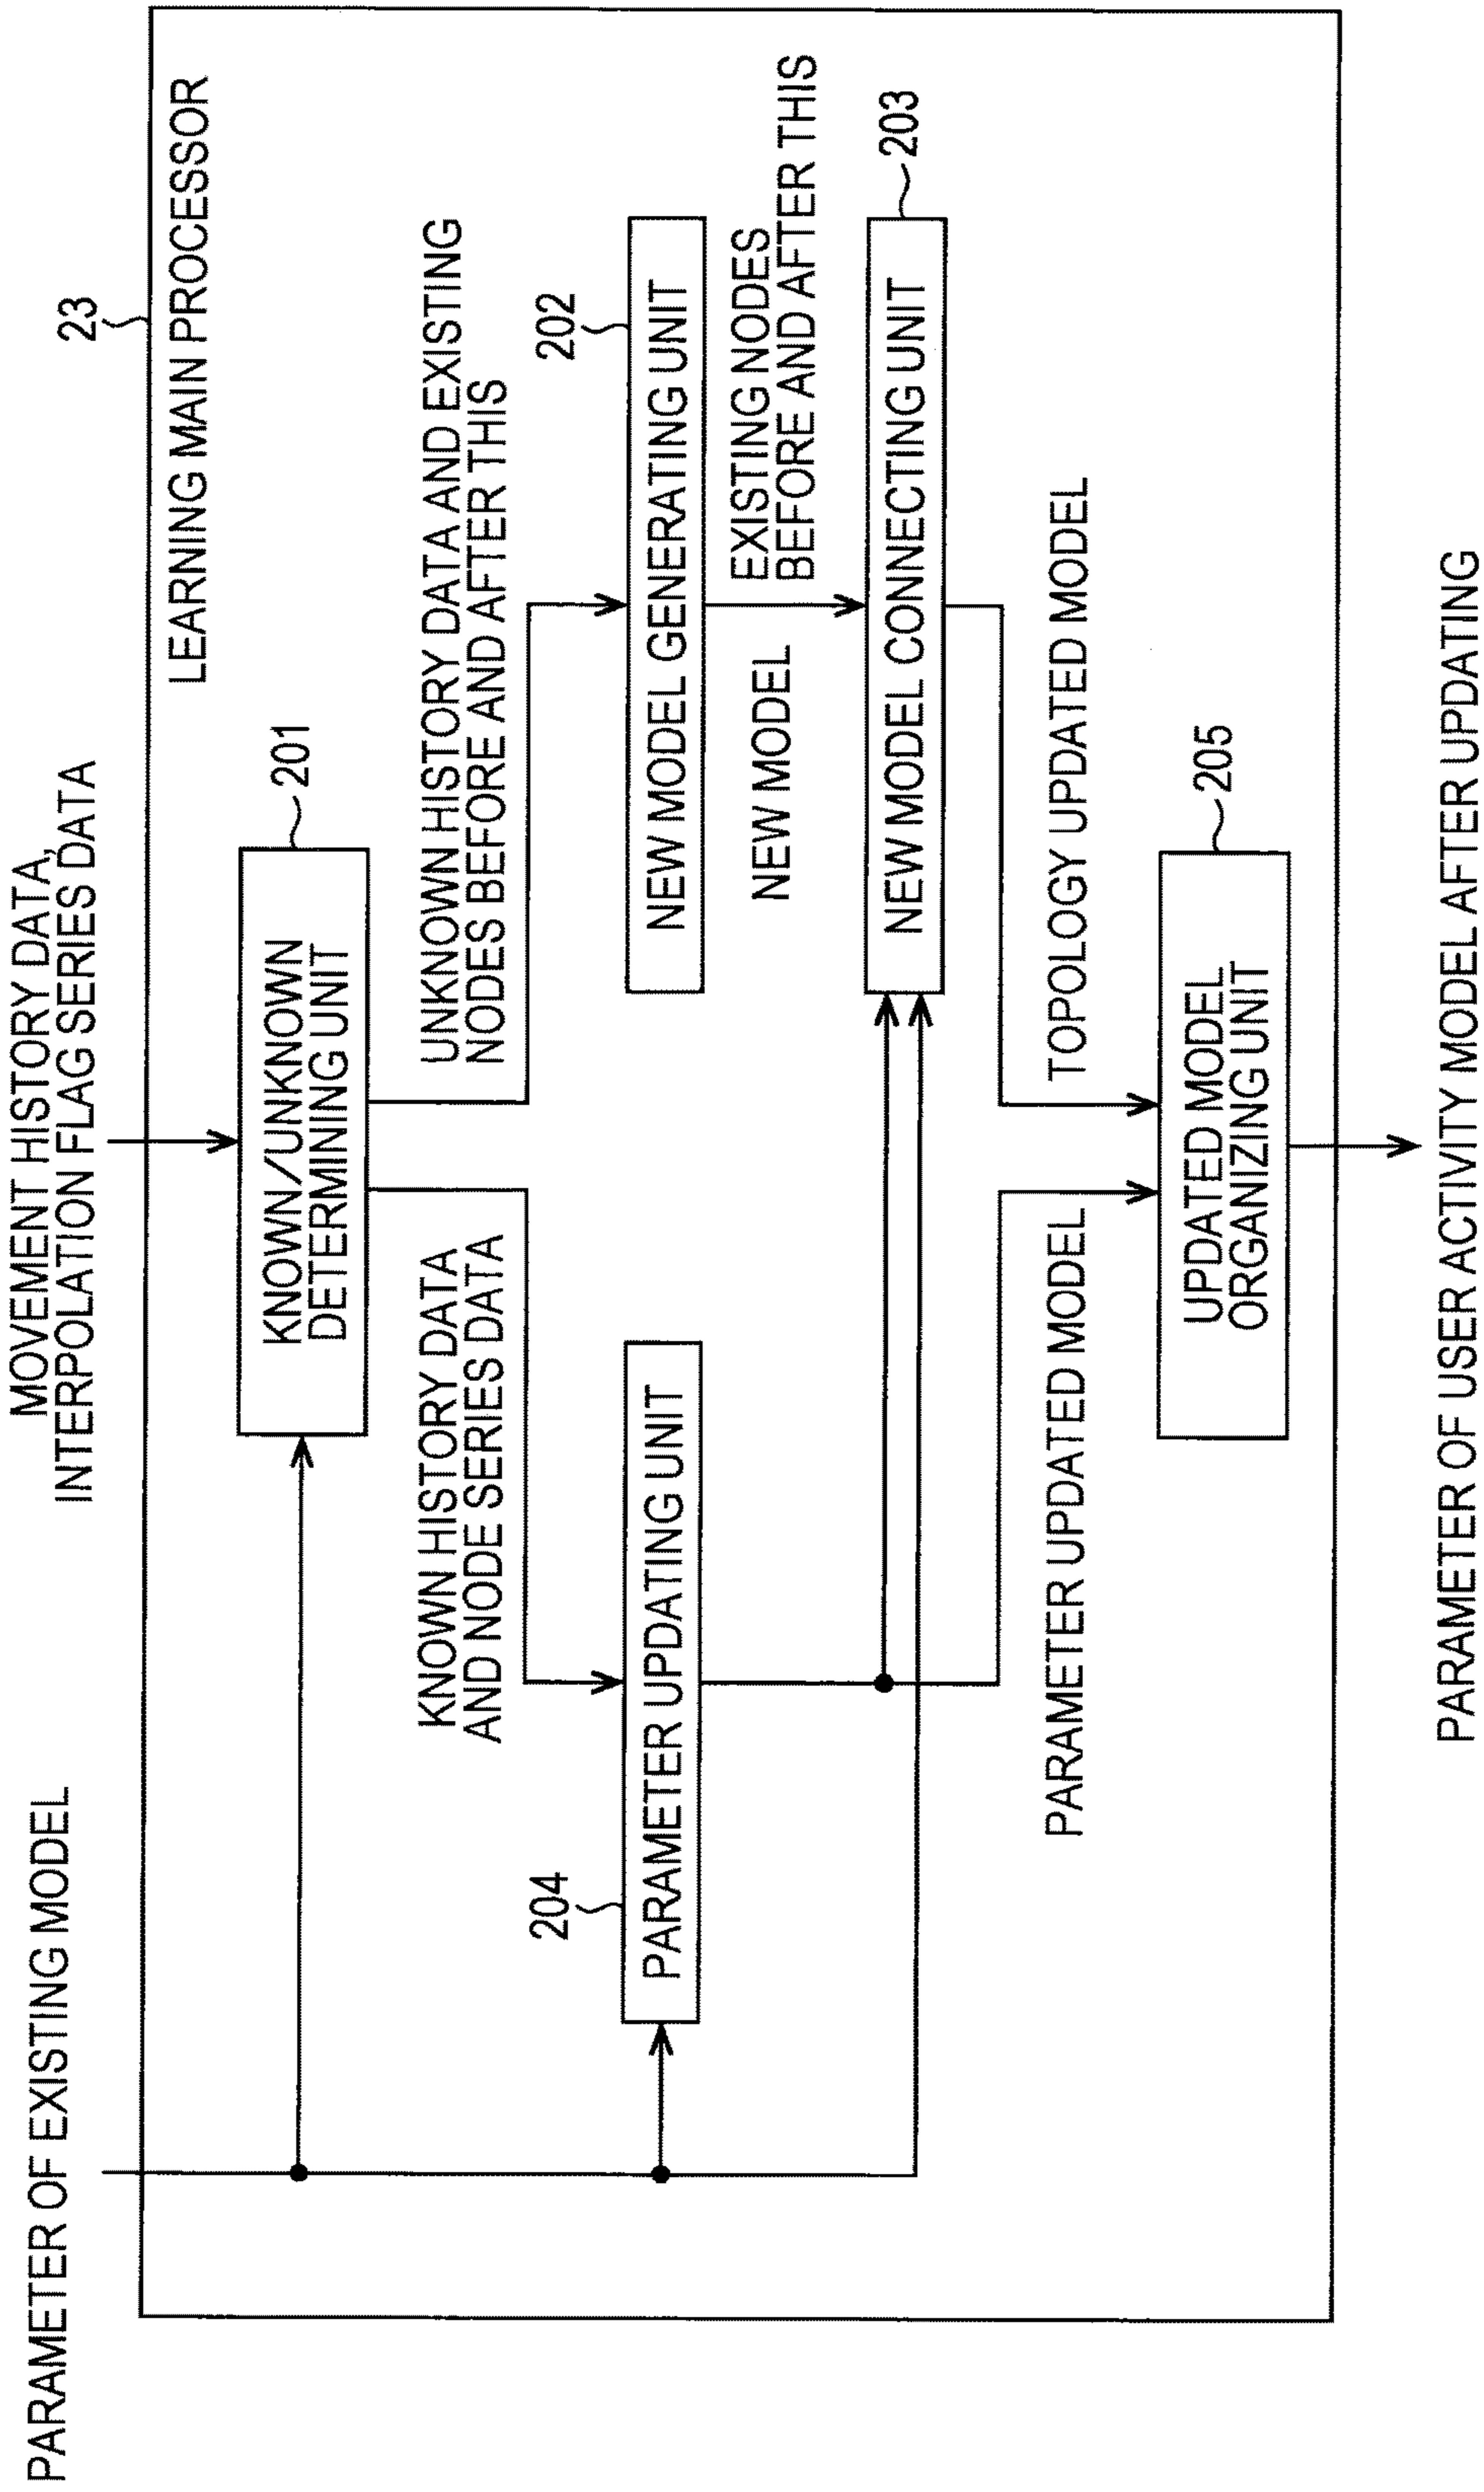 PARAMETER OF EXISTING MODEL
MOVEMENT HISTORY DATA,
INTERPOLATION FLAG SERIES DATA
23
LEARNING MAIN PROCESSOR
201
KNOWN/UNKNOWN
DETERMINING UNIT
KNOWN HISTORY DATA
AND NODE SERIES DATA
UNKNOWN HISTORY DATA AND EXISTING
NODES BEFORE AND AFTER THIS
204
PARAMETER UPDATING UNIT
202
NEW MODEL GENERATING UNIT
NEW MODEL
EXISTING NODES
BEFORE AND AFTER THIS
203
NEW MODEL CONNECTING UNIT
PARAMETER UPDATED MODEL
TOPOLOGY UPDATED MODEL
205
UPDATED MODEL
ORGANIZING UNIT
PARAMETER OF USER ACTIVITY MODEL AFTER UPDATING